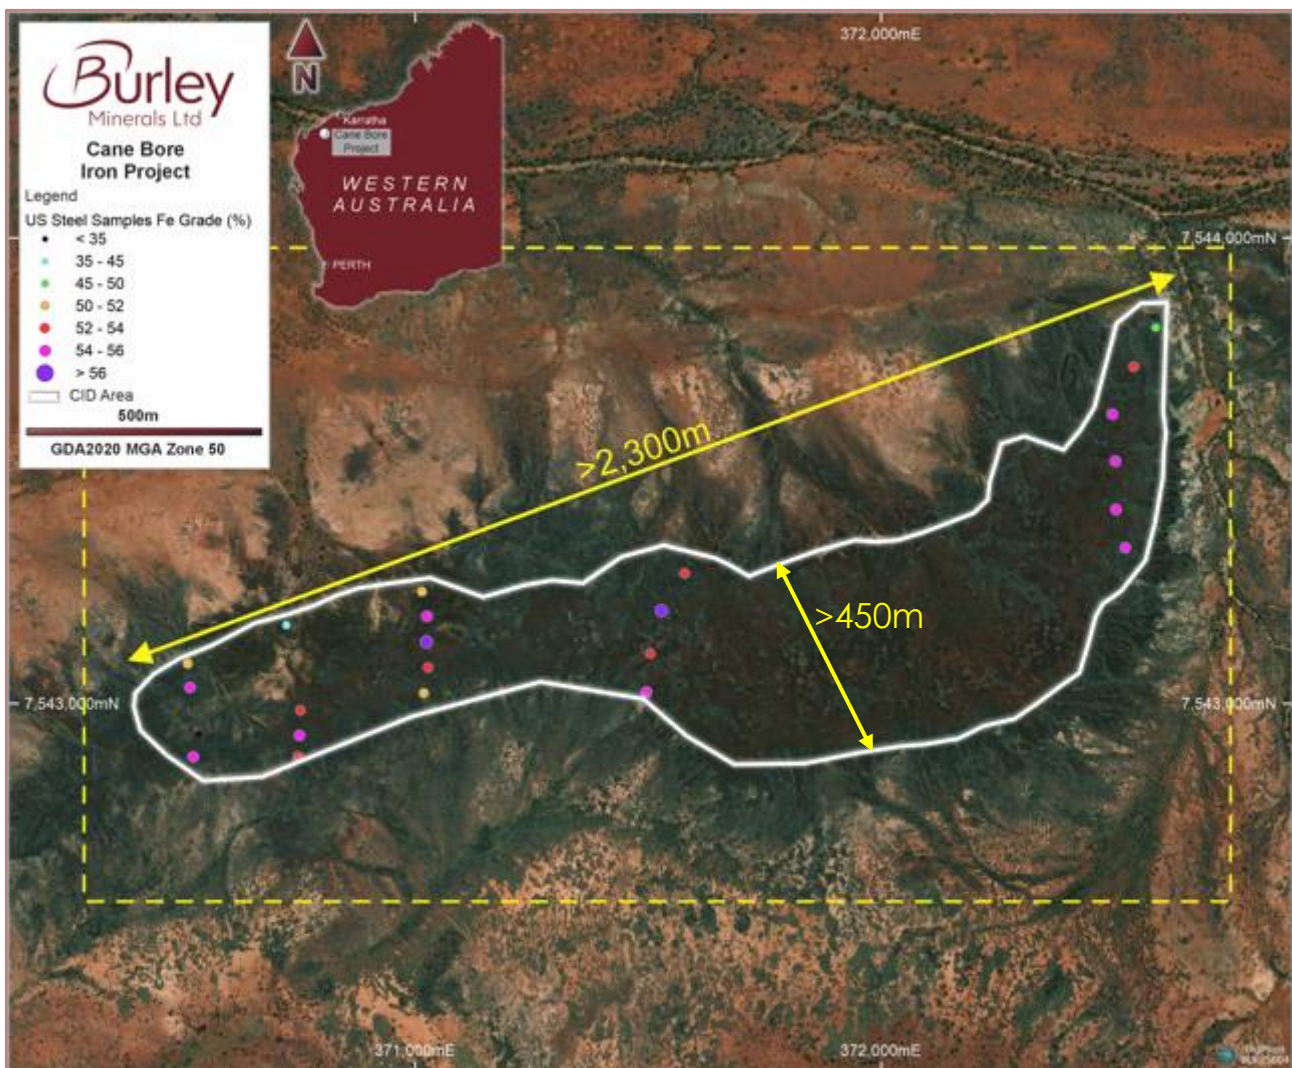 Burley
Minerals Ltd
Cane Bore
Iron Project
Legend
US Steel Samples Fe Grade (%)
< 35
35 - 45
45 - 50
50 - 52
52 - 54
54 - 56
> 56
CID Area
500m
GDA2020 MGA Zone 50
N
Karratha
Cane Bore
Project
WESTERN
AUSTRALIA
PERTH
372,000mE
7,544,000mN
>2,300m
>450m
7,543,000mN
7,543,000mN
371,000mE
372,000mE